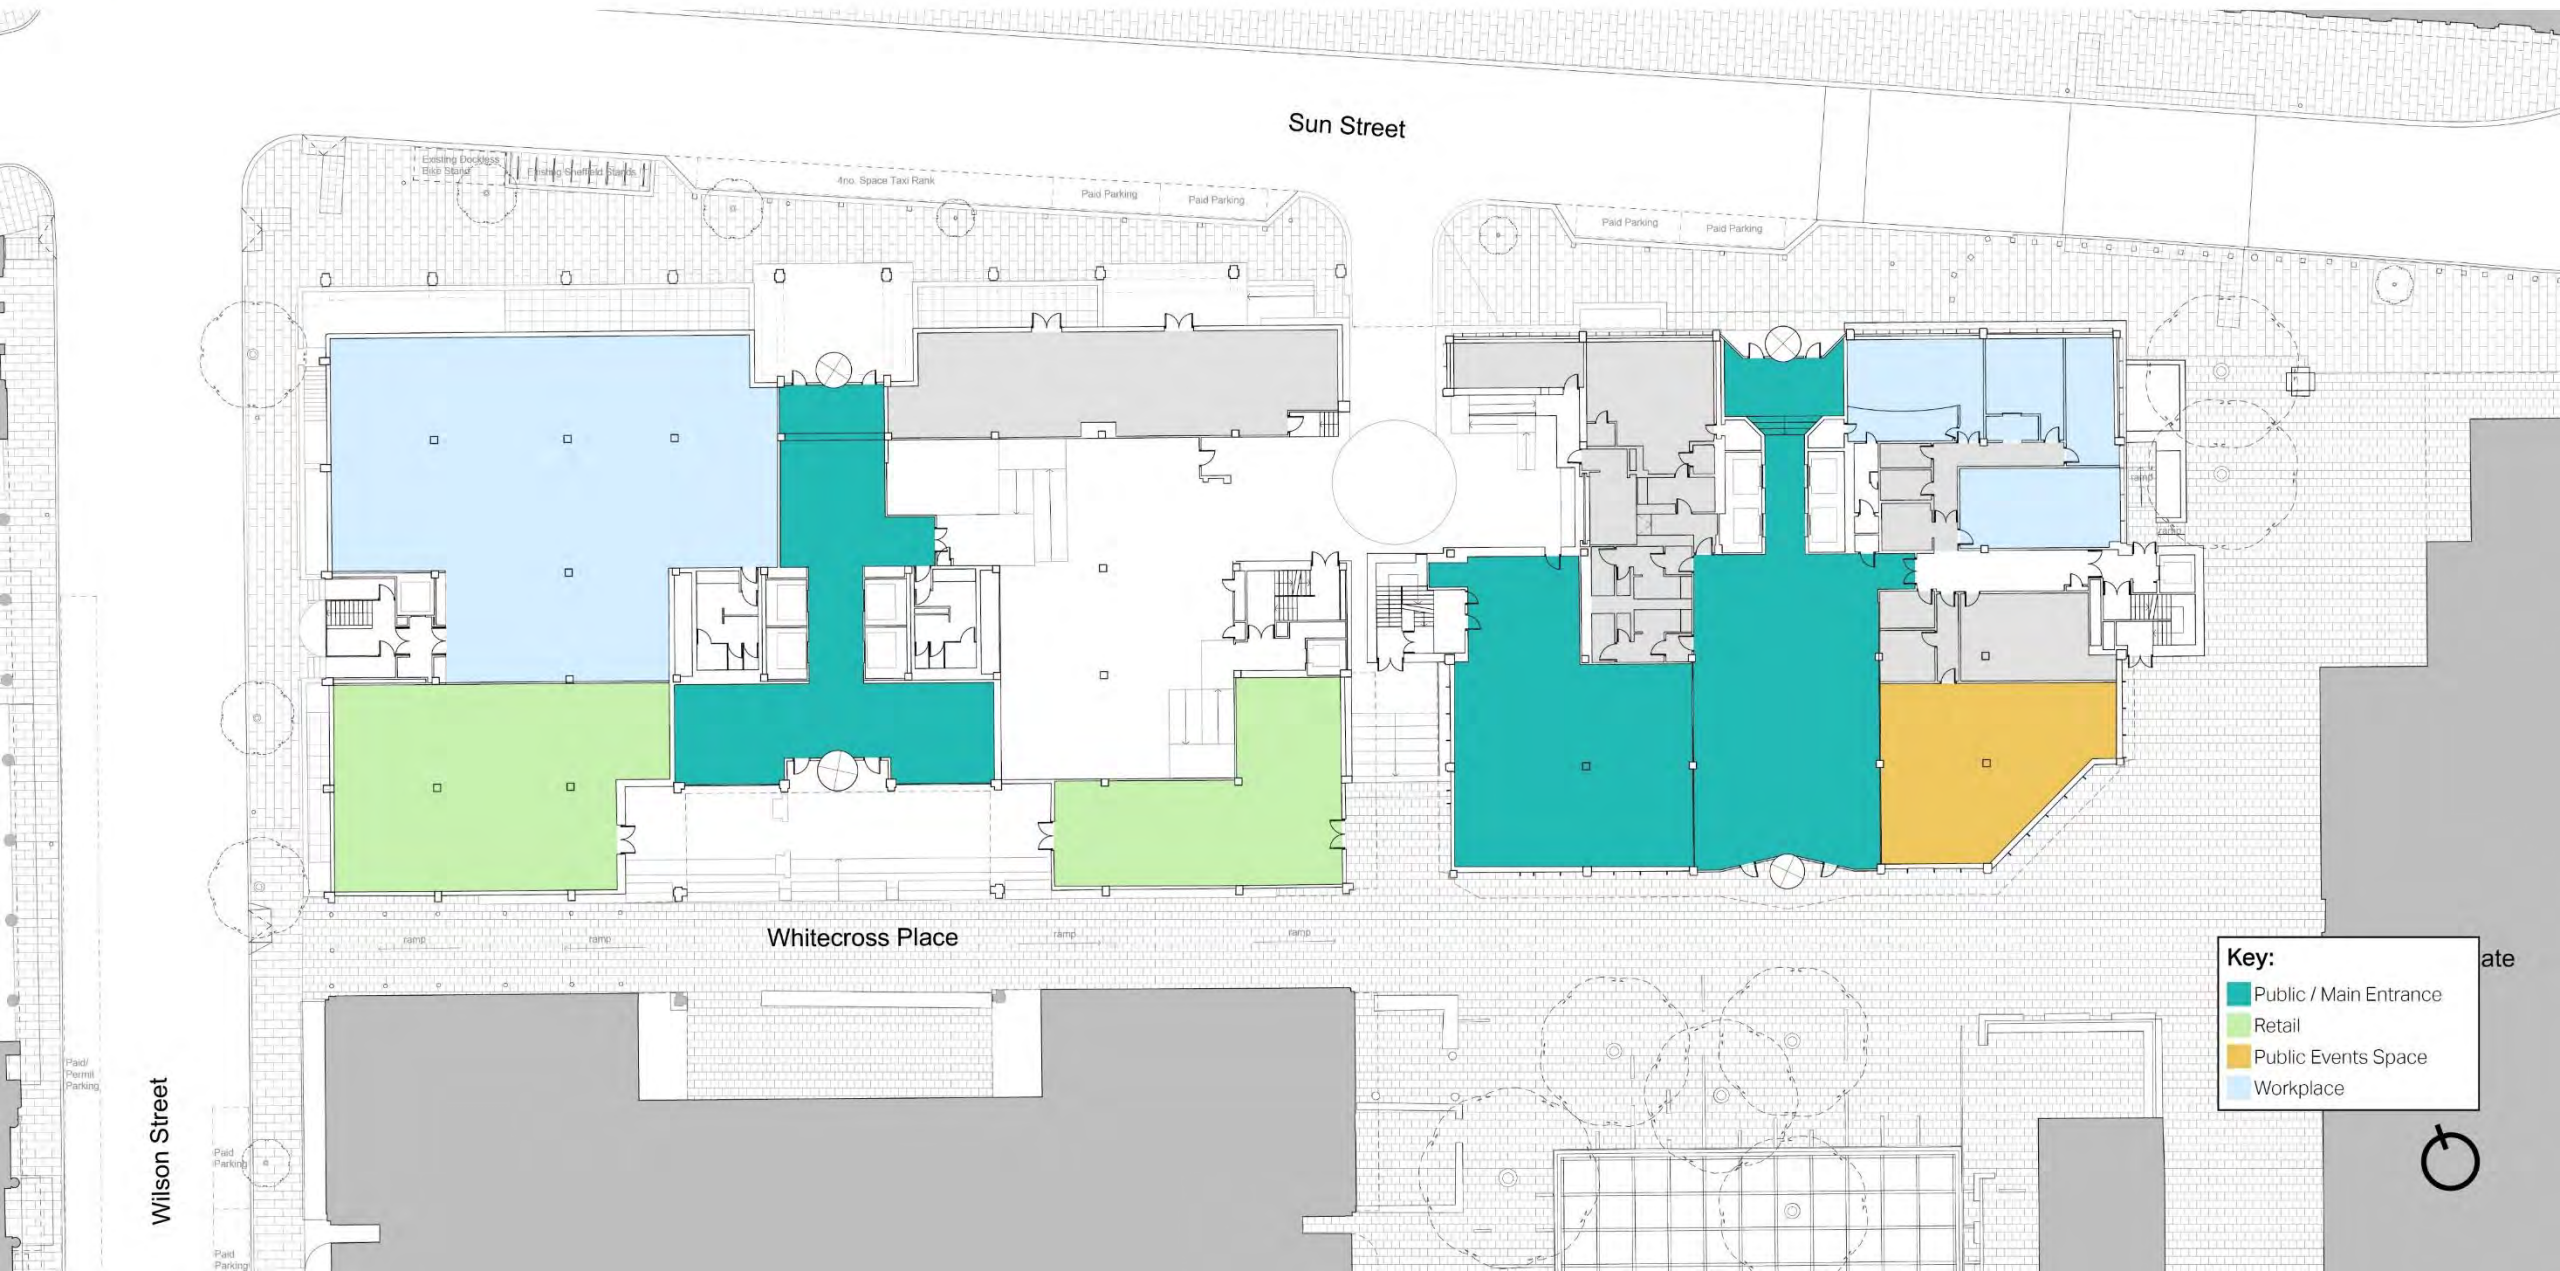 Sun Street
Existing Dockless
Bike Stand
Existing Sheffield Stands
4no. Space Taxi Rank
Paid Parking
Paid Parking
Paid Parking
Paid Parking
ramp
ramp
ramp
ramp
Whitecross Place
ramp
ramp
Key:
ate
Public / Main Entrance
Retail
Public Events Space
Workplace
Paid/
Permit
Parking
Wilson Street
Paid
Parking
Paid
Parking